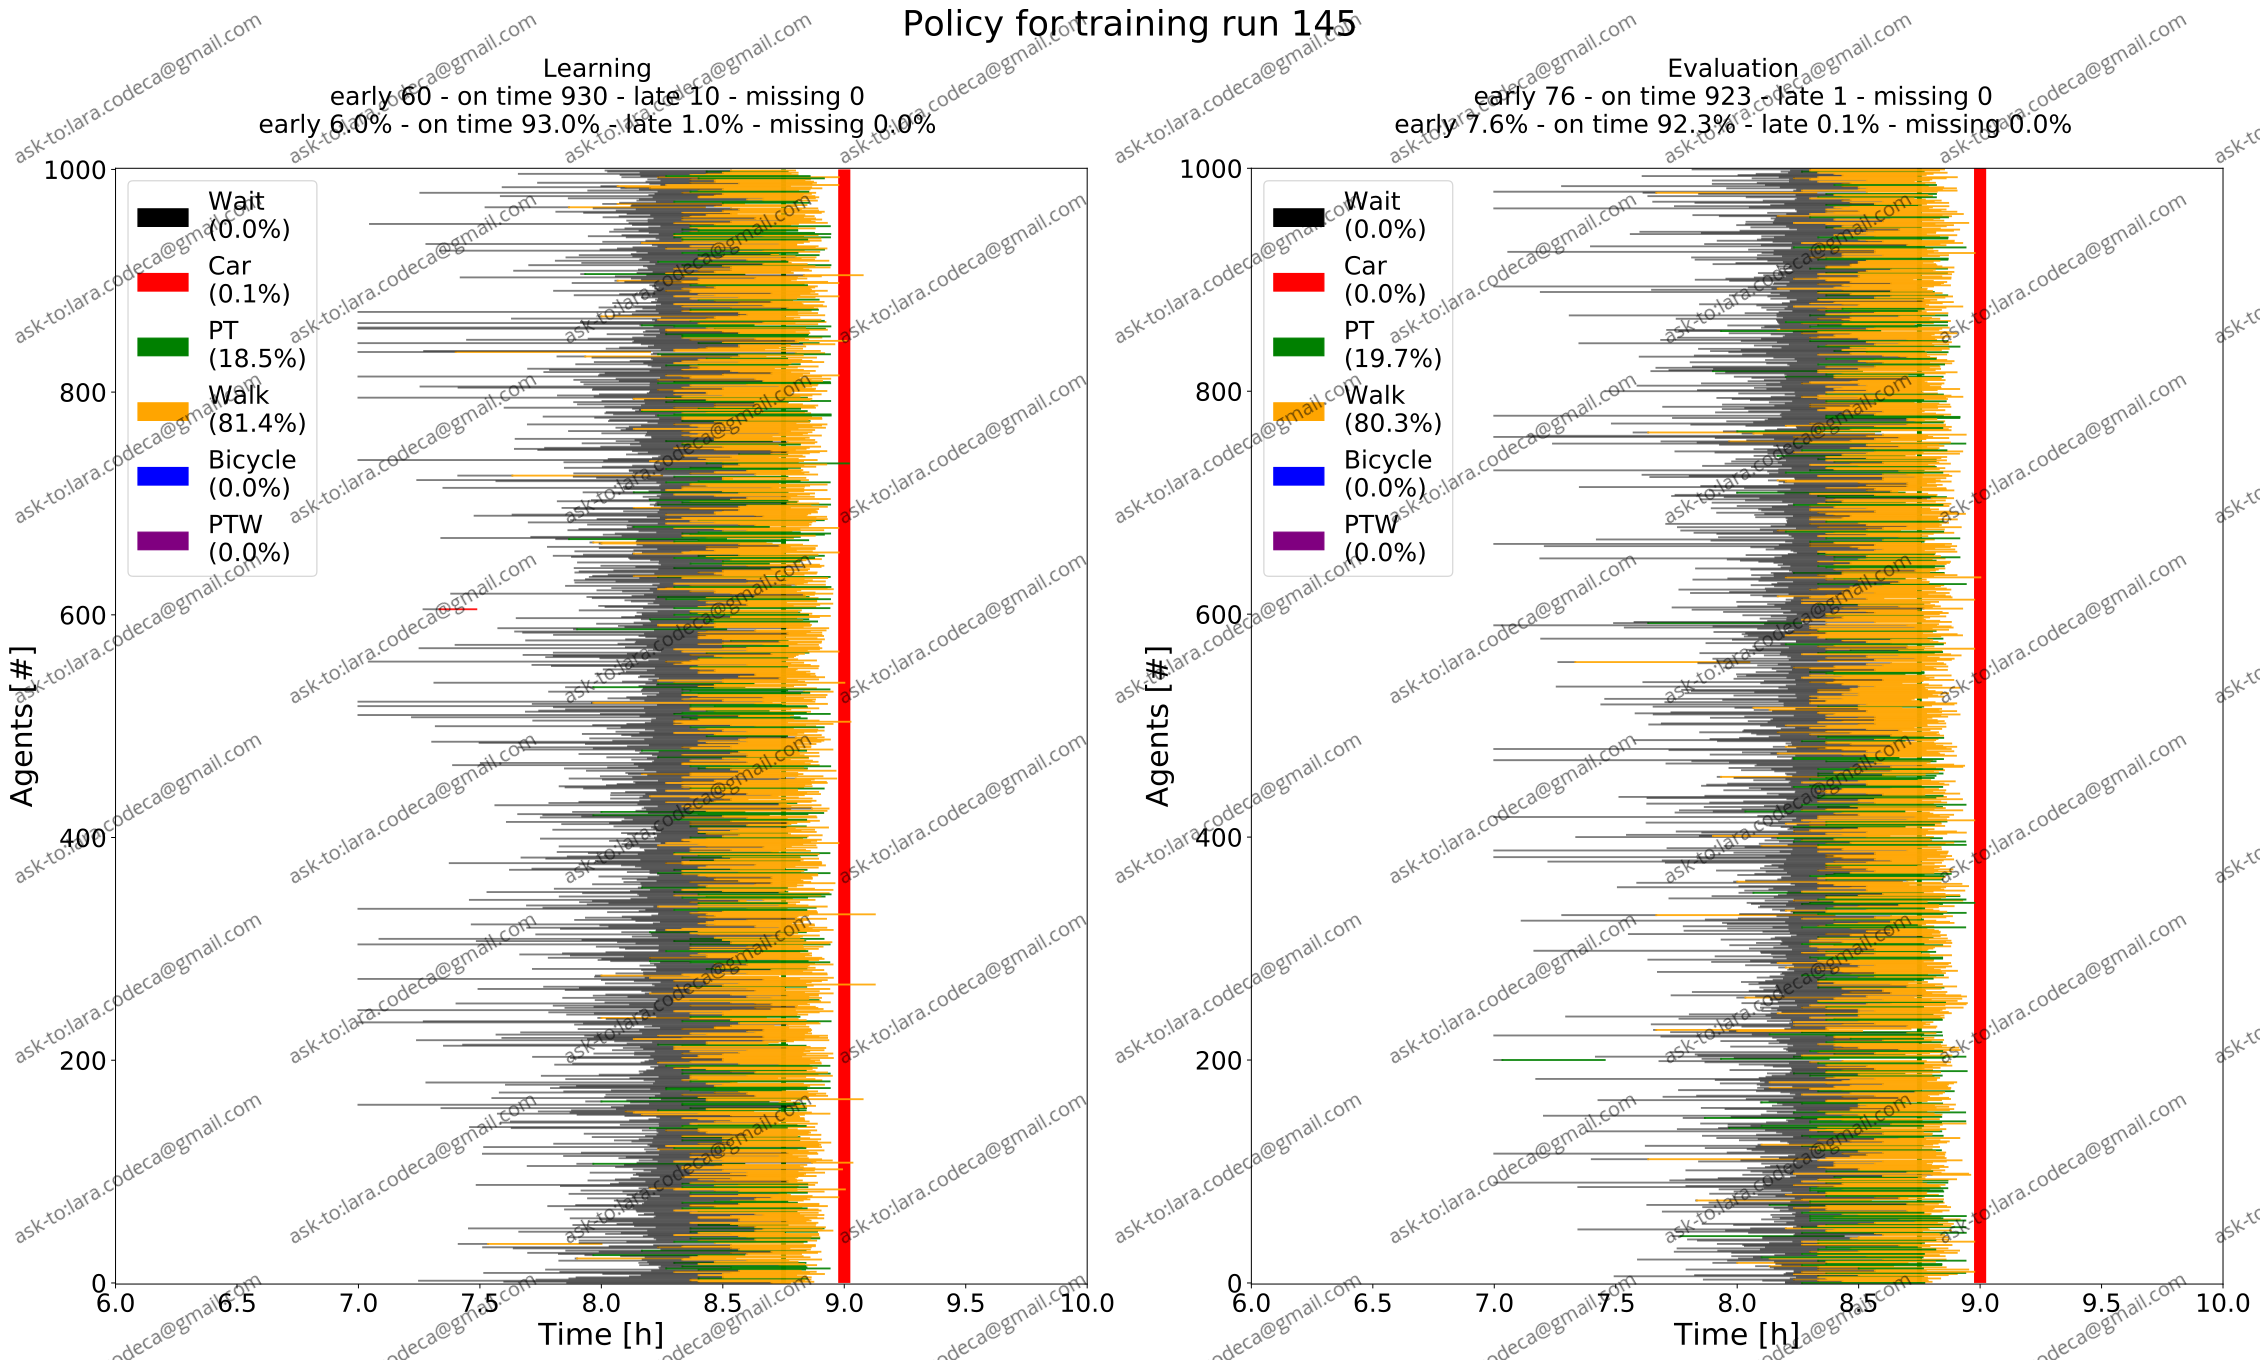 Policy for training run 145
Learning
early 60 - on time 930 - late 10 - missing 0
early 6.0% - on time 93.0% - late 1.0% - missing 0.0%
1000
800
600
400
200
0
Agents [#]
Wait
(0.0%)
Car
(0.1%)
PT
(18.5%)
Walk
(81.4%)
Bicycle
(0.0%)
PTW
(0.0%)
6.0 6.5 7.0 7.5 8.0 8.5 9.0 9.5 10.0
Time [h]
Evaluation
early 76 - on time 923 - late 1 - missing 0
early 7.6% - on time 92.3% - late 0.1% - missing 0.0%
1000
800
600
400
200
0
Agents [#]
Wait
(0.0%)
Car
(0.0%)
PT
(19.7%)
Walk
(80.3%)
Bicycle
(0.0%)
PTW
(0.0%)
6.0 6.5 7.0 7.5 8.0 8.5 9.0 9.5 10.0
Time [h]
ask-to:lara.codeca@gmail.com